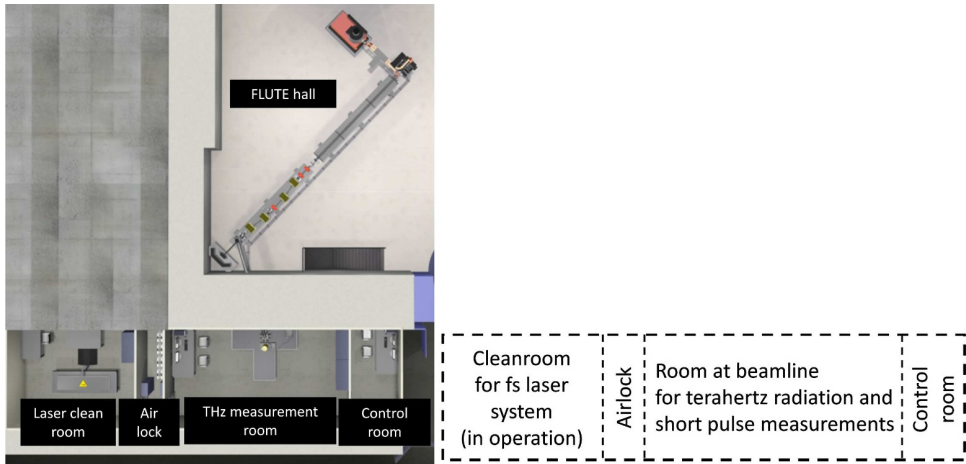 FLUTE hall
Laser clean
room
Air
lock
THz measurement
room
Control
room
Cleanroom
for fs laser
system
(in operation)
Airlock
Room at beamline
for terahertz radiation and
short pulse measurements
Control
room